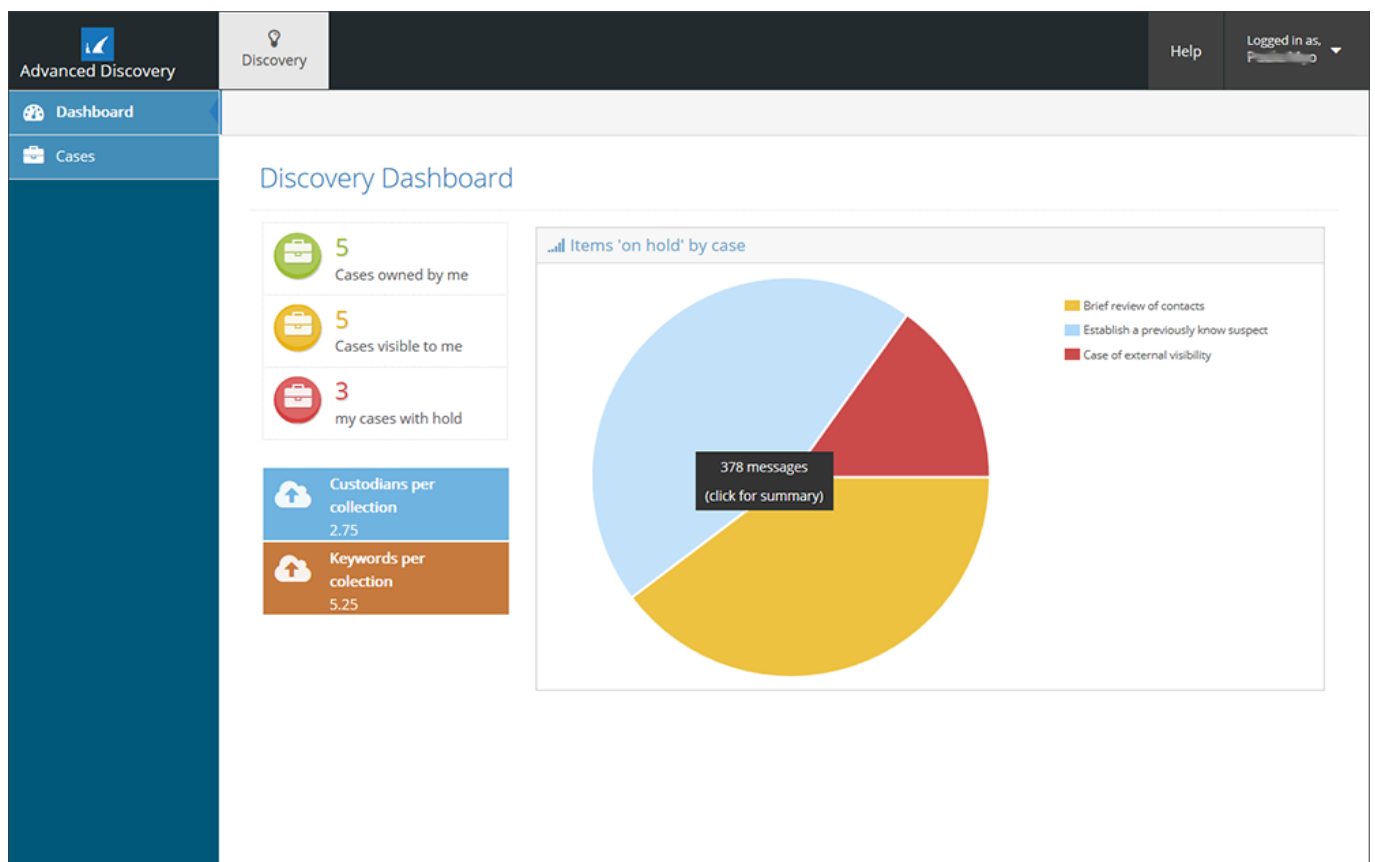 Advanced Discovery
Discovery
Help
Logged in as,
Dashboard
Cases
Discovery Dashboard
5
Cases owned by me
5
Cases visible to me
3
my cases with hold
Custodians per
collection
2.75
Keywords per
colection
5.25
Items 'on hold' by case
378 messages
(click for summary)
Brief review of contacts
Establish a previously know suspect
Case of external visibility